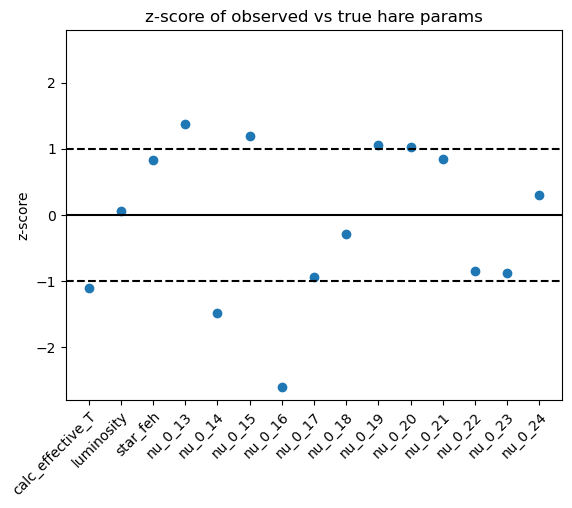 z-score of observed vs true hare params
z-score
2
1
0
−1
−2
calc_effective_T
luminosity
star_feh
nu_0_13
nu_0_14
nu_0_15
nu_0_16
nu_0_17
nu_0_18
nu_0_19
nu_0_20
nu_0_21
nu_0_22
nu_0_23
nu_0_24